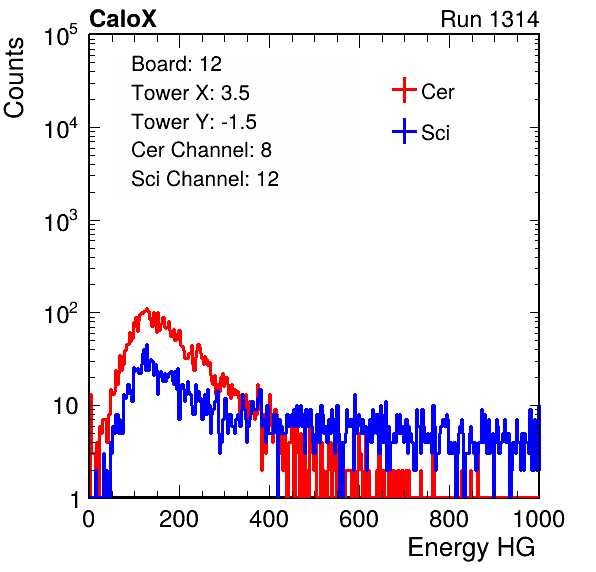 CaloX Run 1314
Counts
10^5
10^4
10^3
10^2
10
1
Board: 12
Tower X: 3.5
Tower Y: -1.5
Cer Channel: 8
Sci Channel: 12
Cer
Sci
0 200 400 600 800 1000
Energy HG